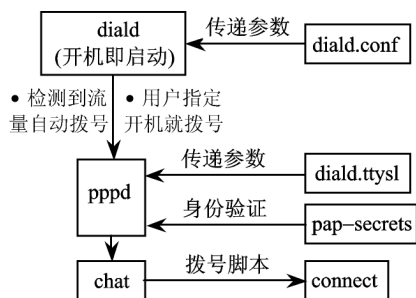 diald
(开机即启动)
传递参数
diald.conf
• 检测到流
量自动拨号
• 用户指定
开机就拨号
pppd
传递参数
diald.ttysl
身份验证
pap-secrets
chat
拨号脚本
connect